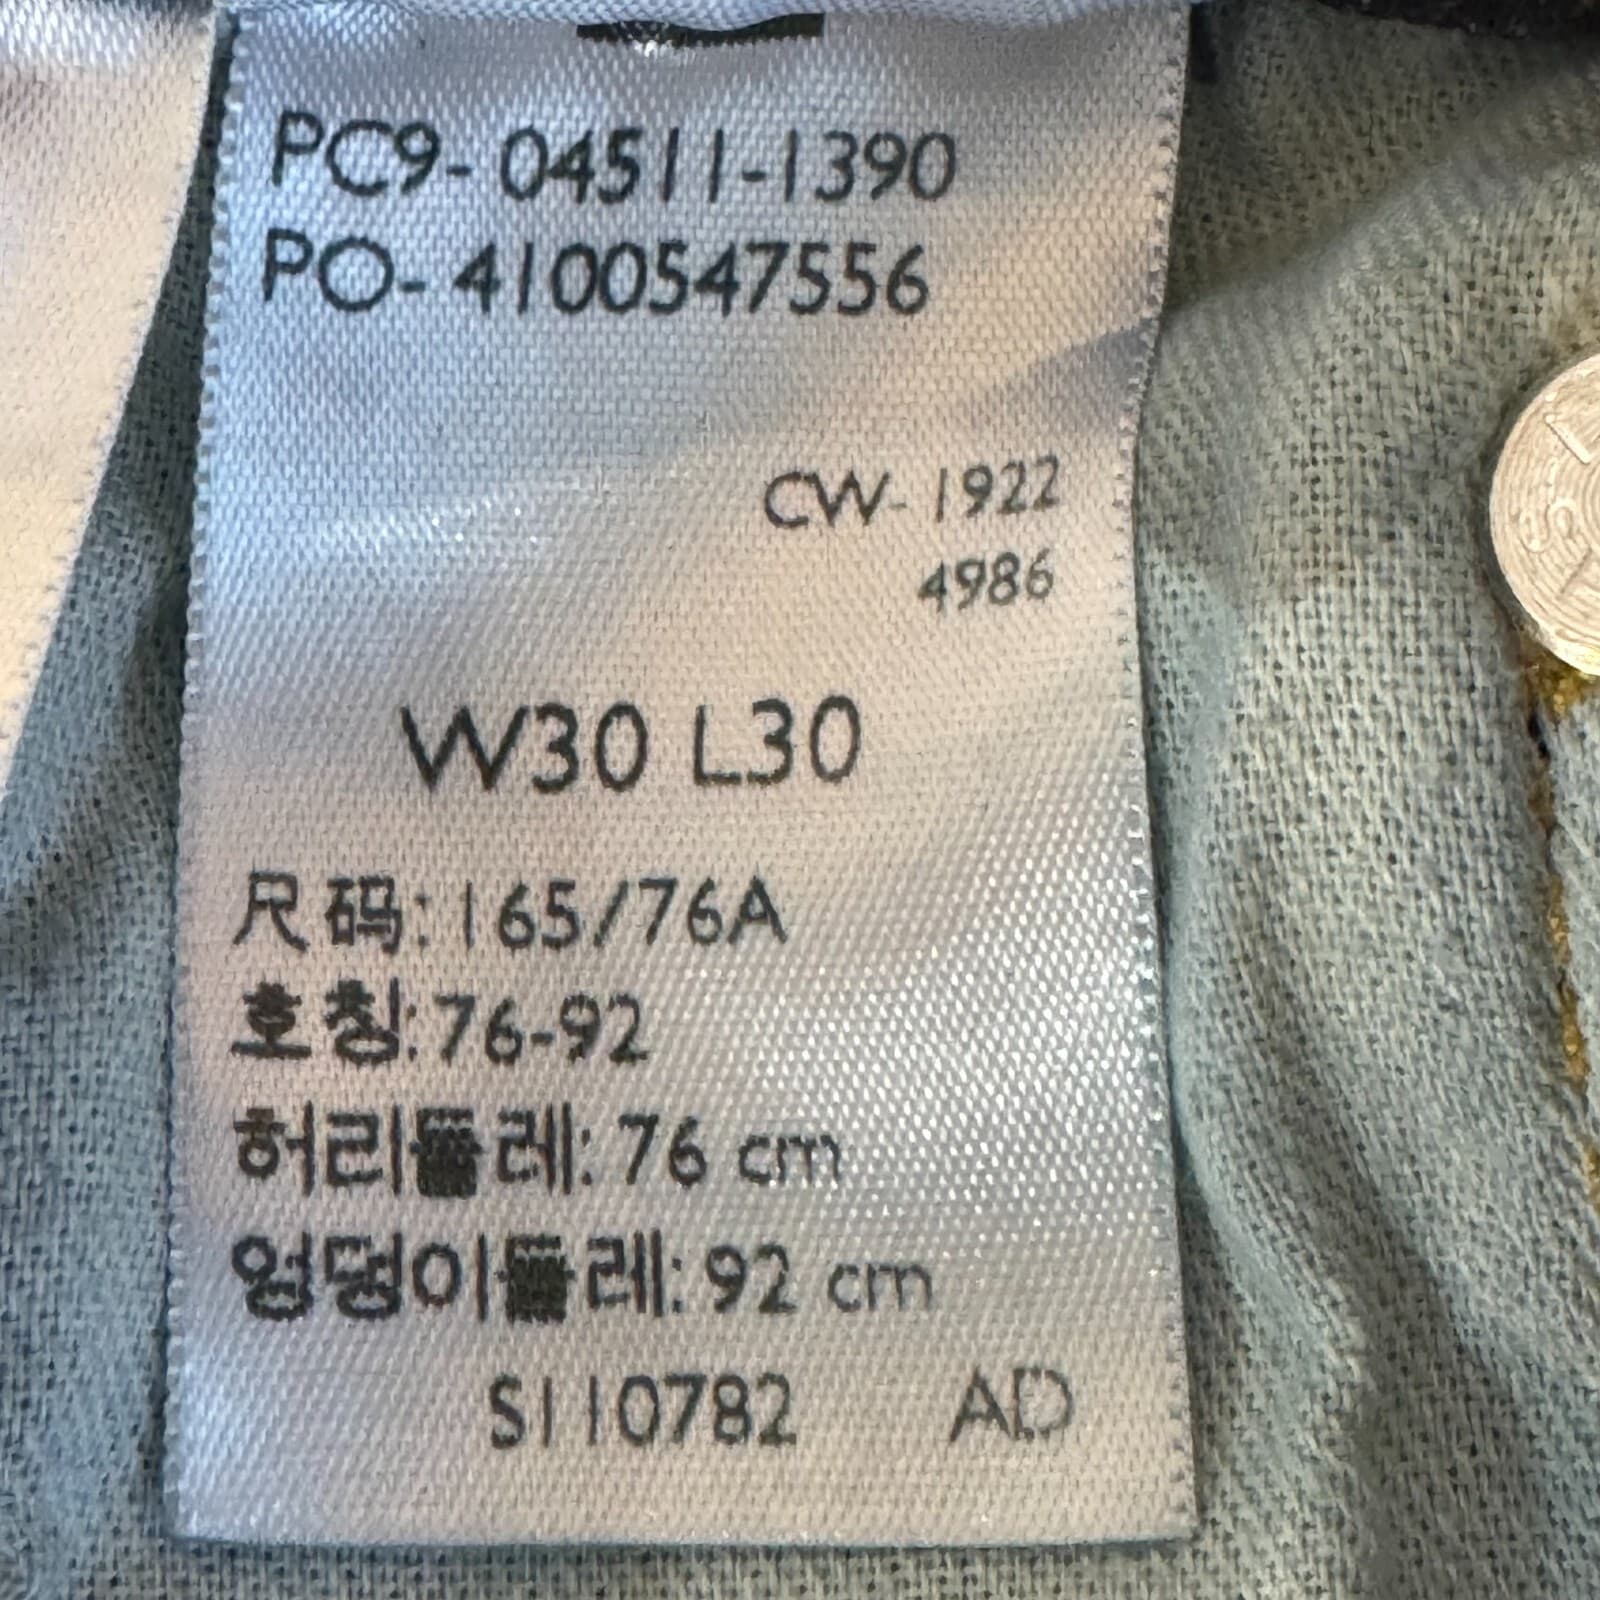 PC9- 04511-1390
PO- 4100547556
CW- 1922
4986
W30 L30
尺码: 165/76A
호칭: 76-92
허리둘레: 76 cm
엉덩이둘레: 92 cm
S110782 AD